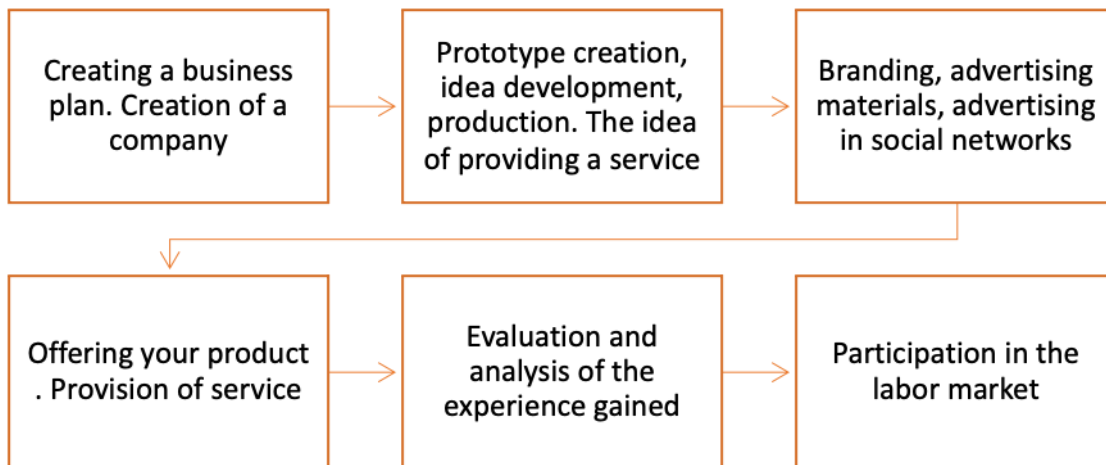 Creating a business
plan. Creation of a
company
Prototype creation,
idea development,
production. The idea
of providing a service
Branding, advertising
materials, advertising
in social networks
Offering your product
. Provision of service
Evaluation and
analysis of the
experience gained
Participation in the
labor market